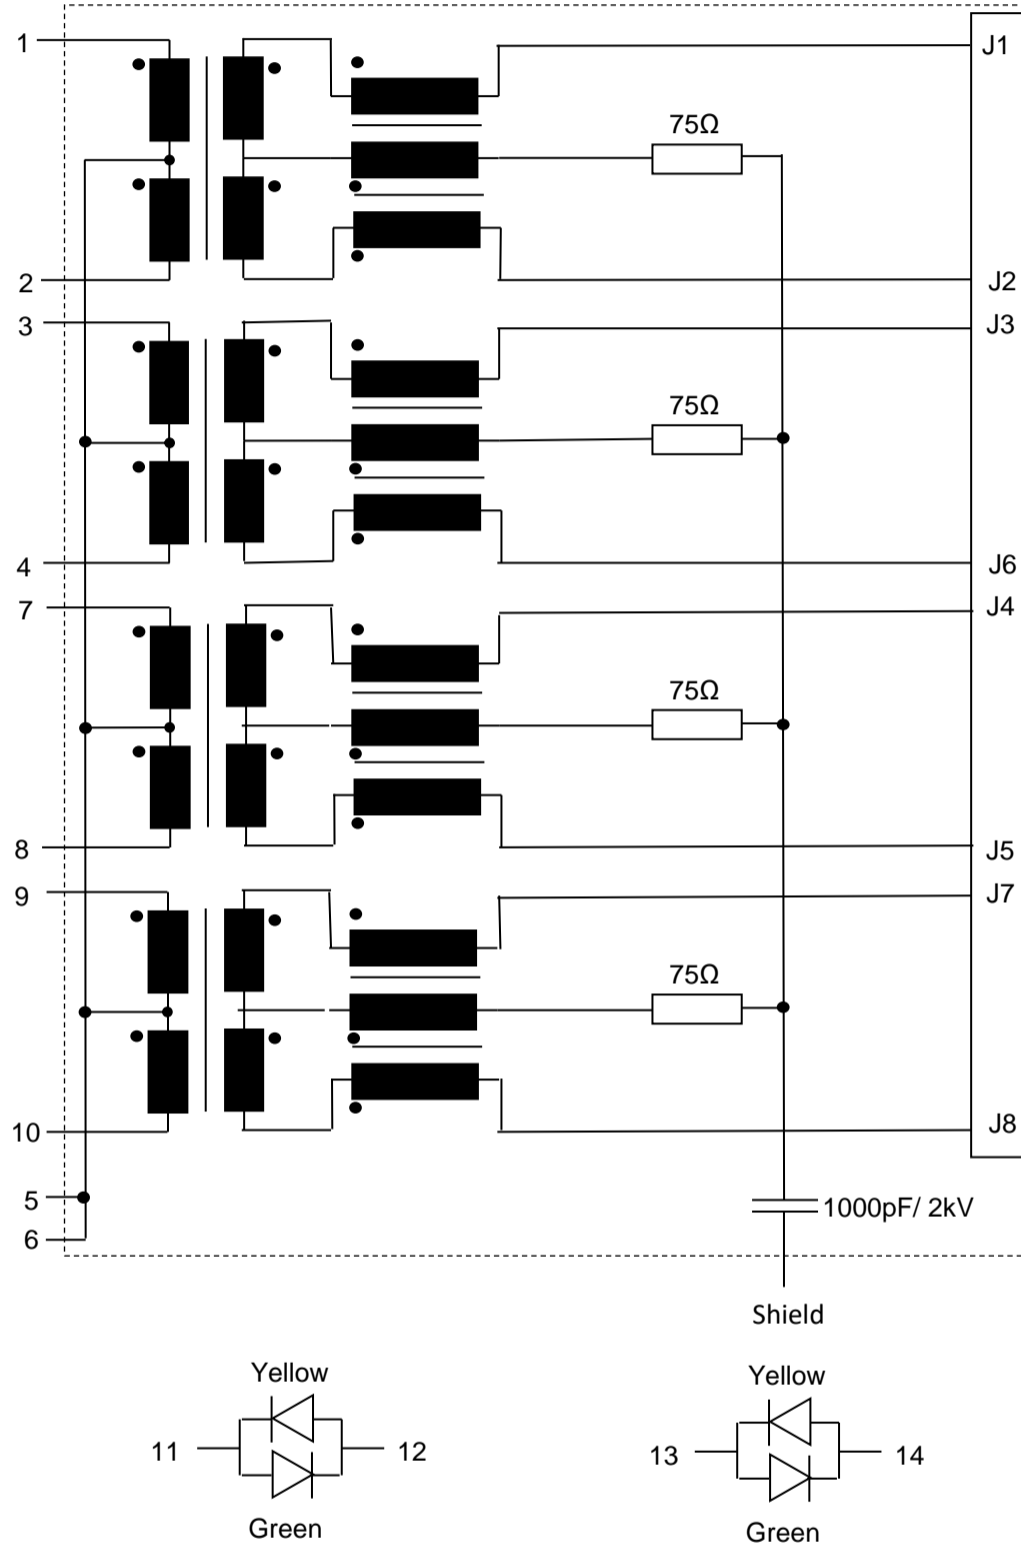 1
J1
75Ω
2
J2
3
J3
75Ω
4
J6
7
J4
75Ω
8
J5
9
J7
75Ω
10
J8
5
1000pF/ 2kV
6
Shield
Yellow
11
12
Green
Yellow
13
14
Green